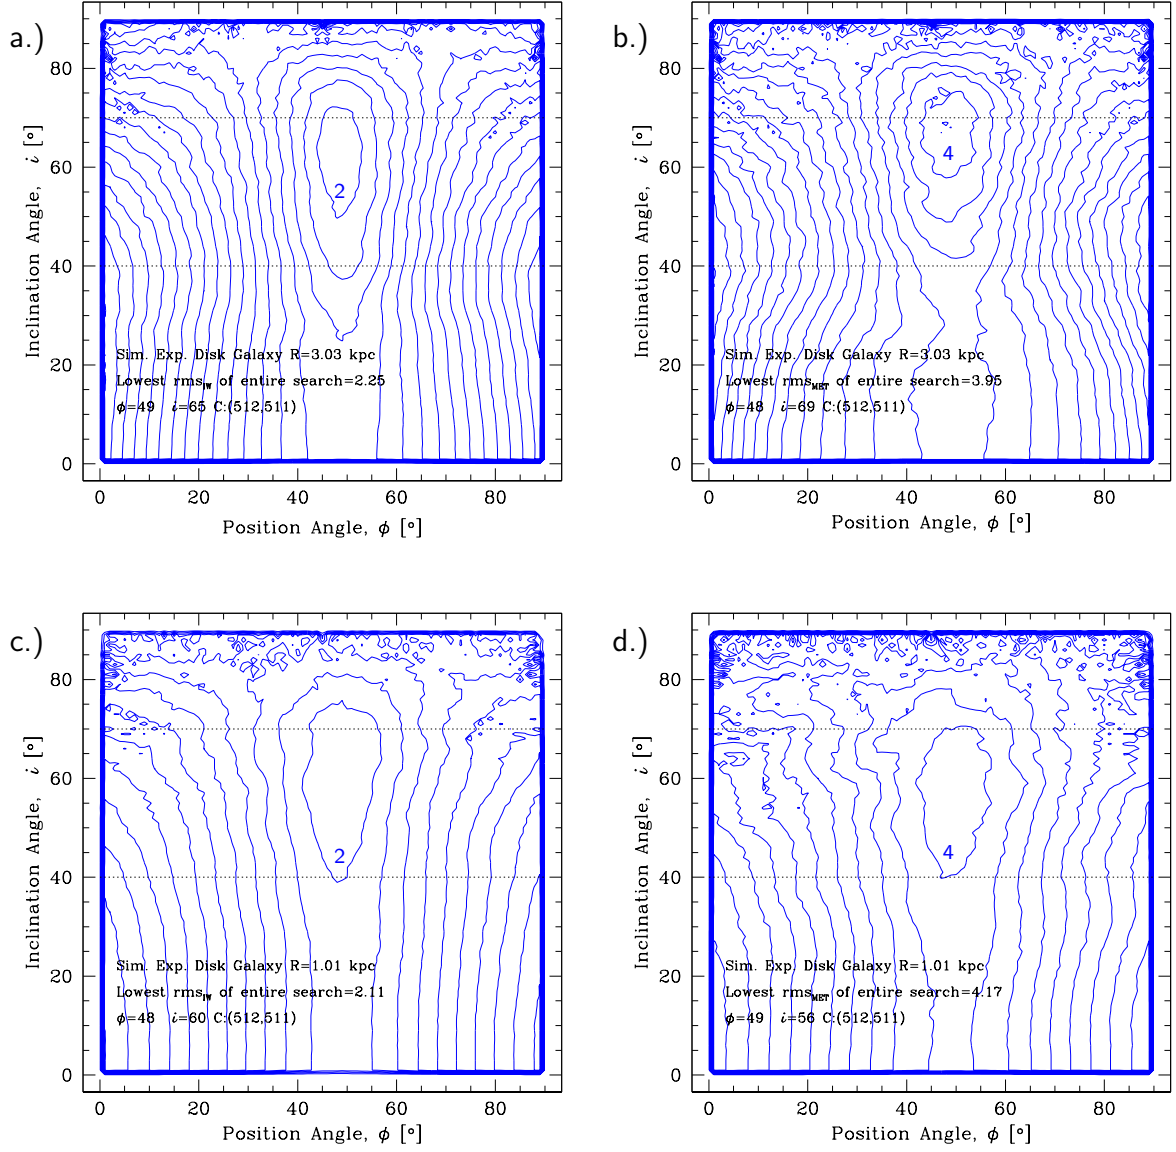 a.)
80
60
40
20
0
Inclination Angle, i [°]
2
Sim. Exp. Disk Galaxy R=3.03 kpc
Lowest rms_IW of entire search=2.25
ϕ=49 i=65 C:(512,511)
0 20 40 60 80
Position Angle, ϕ [°]
b.)
80
60
40
20
0
Inclination Angle, i [°]
4
Sim. Exp. Disk Galaxy R=3.03 kpc
Lowest rms_MET of entire search=3.95
ϕ=48 i=69 C:(512,511)
0 20 40 60 80
Position Angle, ϕ [°]
c.)
80
60
40
20
0
Inclination Angle, i [°]
2
Sim. Exp. Disk Galaxy R=1.01 kpc
Lowest rms_IW of entire search=2.11
ϕ=48 i=60 C:(512,511)
0 20 40 60 80
Position Angle, ϕ [°]
d.)
80
60
40
20
0
Inclination Angle, i [°]
4
Sim. Exp. Disk Galaxy R=1.01 kpc
Lowest rms_MET of entire search=4.17
ϕ=49 i=56 C:(512,511)
0 20 40 60 80
Position Angle, ϕ [°]